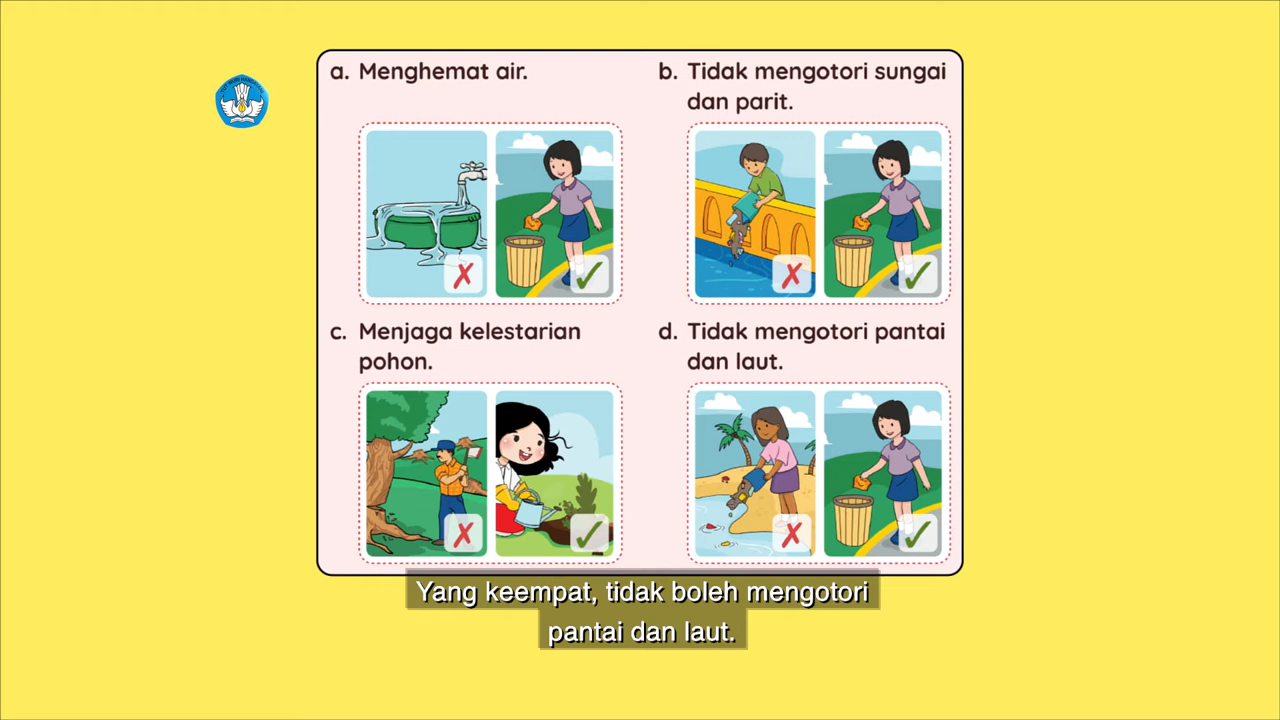 a. Menghemat air.
b. Tidak mengotori sungai
dan parit.
c. Menjaga kelestarian
pohon.
d. Tidak mengotori pantai
dan laut.
Yang keempat, tidak boleh mengotori
pantai dan laut.